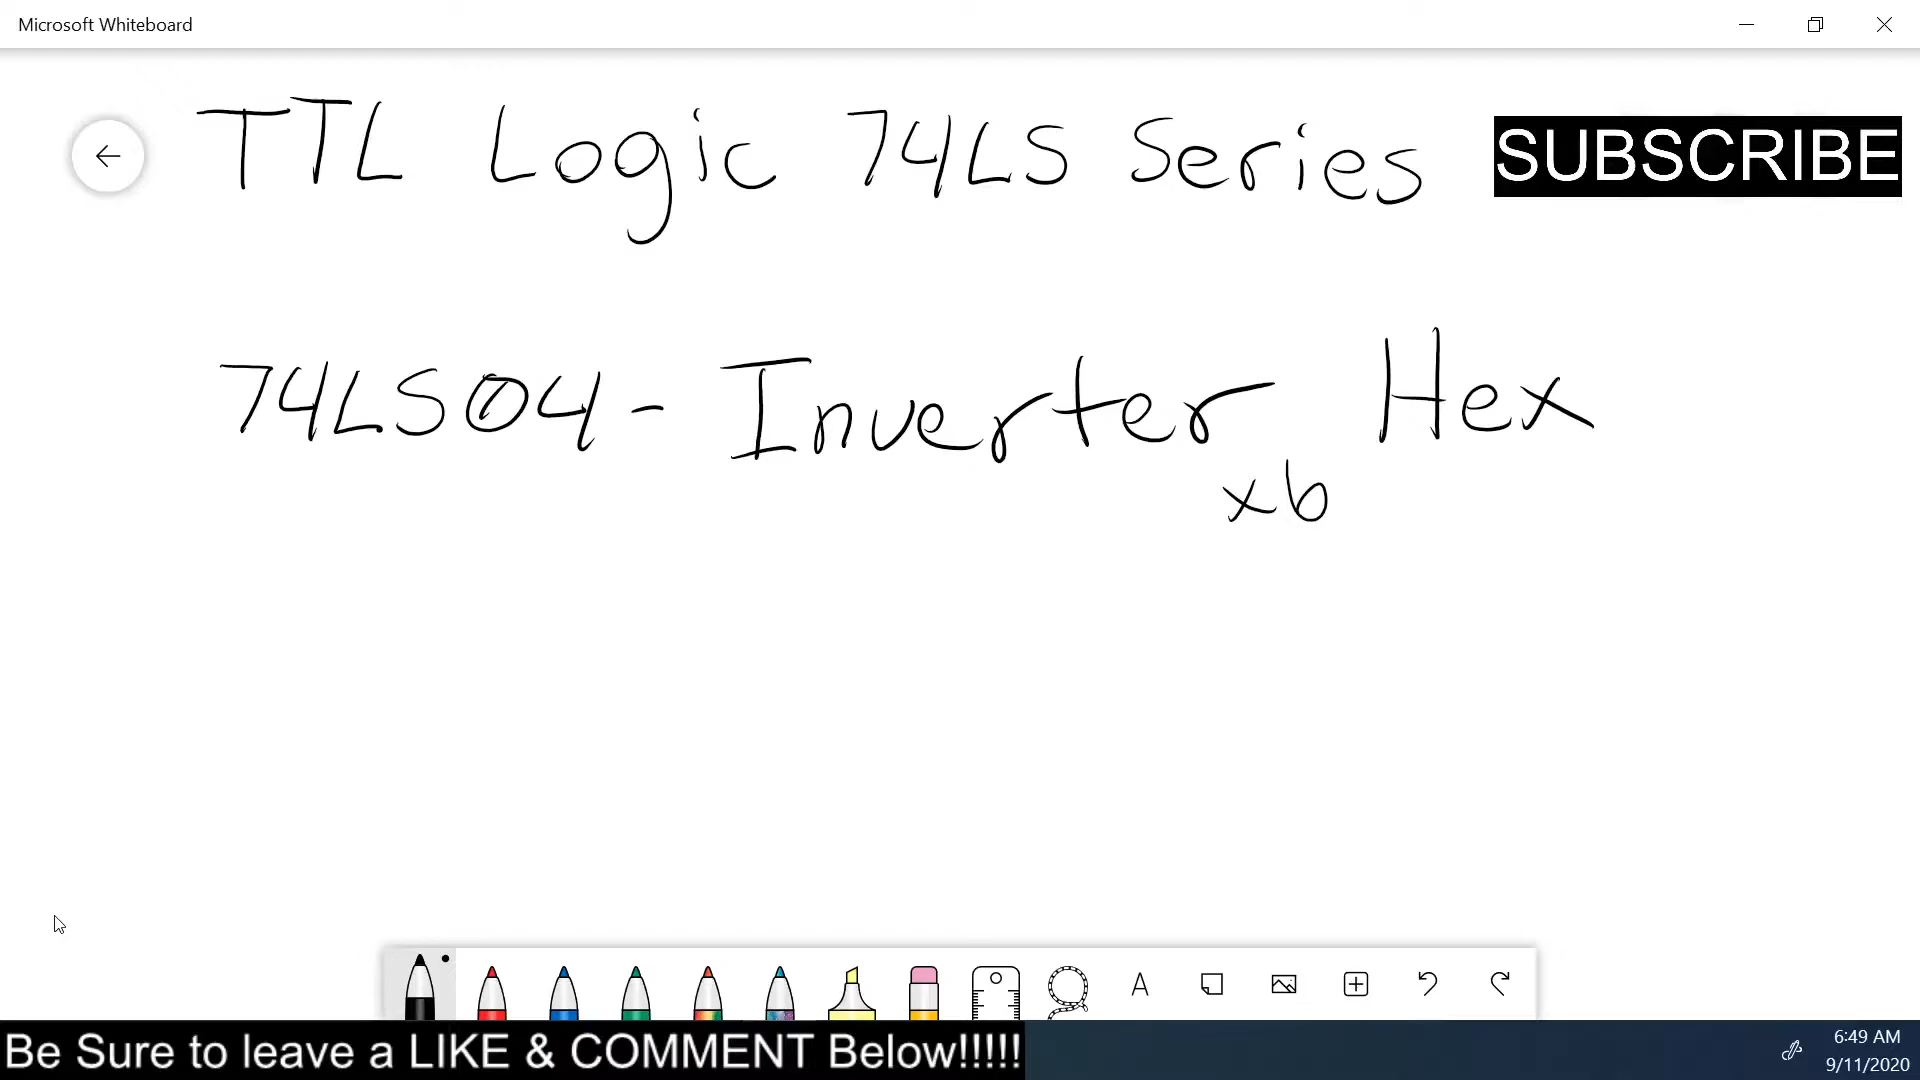 Microsoft Whiteboard
TTL Logic 74LS Series
SUBSCRIBE
74LS04 - Inverter Hex
x6
A
Be Sure to leave a LIKE & COMMENT Below!!!!!
6:49 AM
9/11/2020